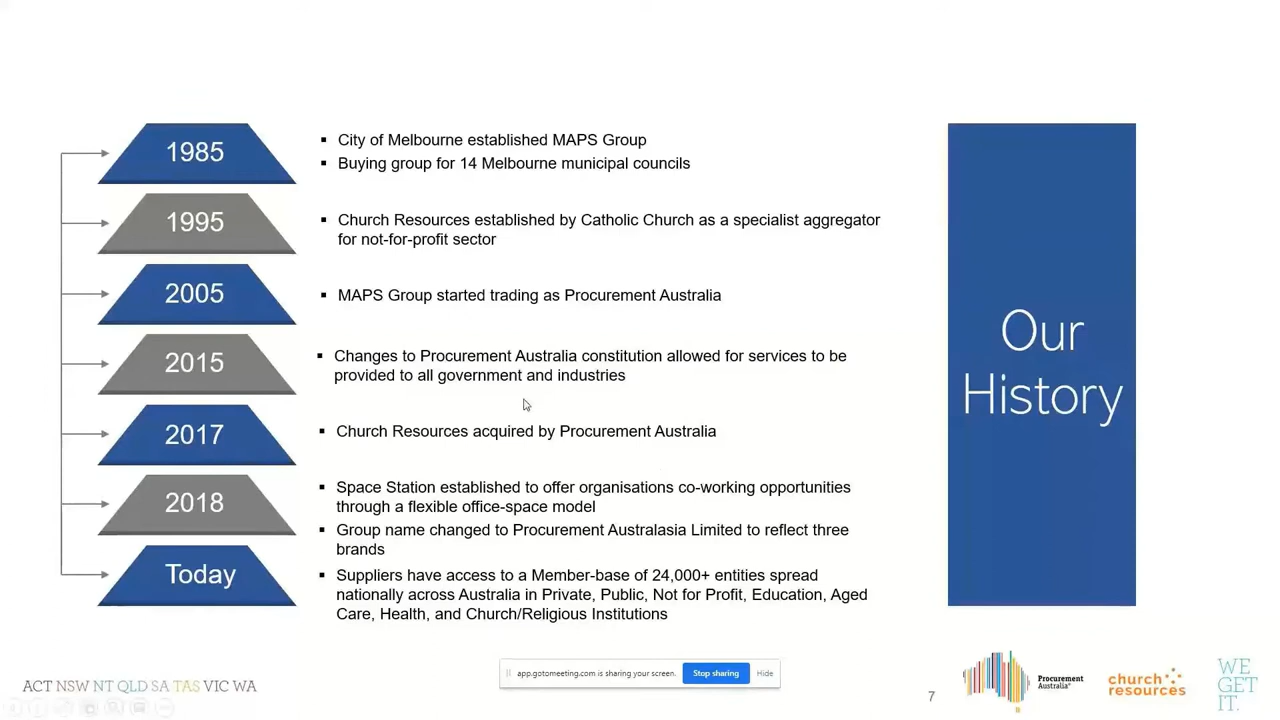 1985
▪ City of Melbourne established MAPS Group
▪ Buying group for 14 Melbourne municipal councils
1995
▪ Church Resources established by Catholic Church as a specialist aggregator
for not-for-profit sector
2005
▪ MAPS Group started trading as Procurement Australia
2015
▪ Changes to Procurement Australia constitution allowed for services to be
provided to all government and industries
2017
▪ Church Resources acquired by Procurement Australia
2018
▪ Space Station established to offer organisations co-working opportunities
through a flexible office-space model
▪ Group name changed to Procurement Australasia Limited to reflect three
brands
Today
▪ Suppliers have access to a Member-base of 24,000+ entities spread
nationally across Australia in Private, Public, Not for Profit, Education, Aged
Care, Health, and Church/Religious Institutions
Our
History
app.gotomeeting.com is sharing your screen.
Stop sharing
Hide
ACT NSW NT QLD SA TAS VIC WA
7
Procurement
Australia®
church
resources
WE
GET
IT.